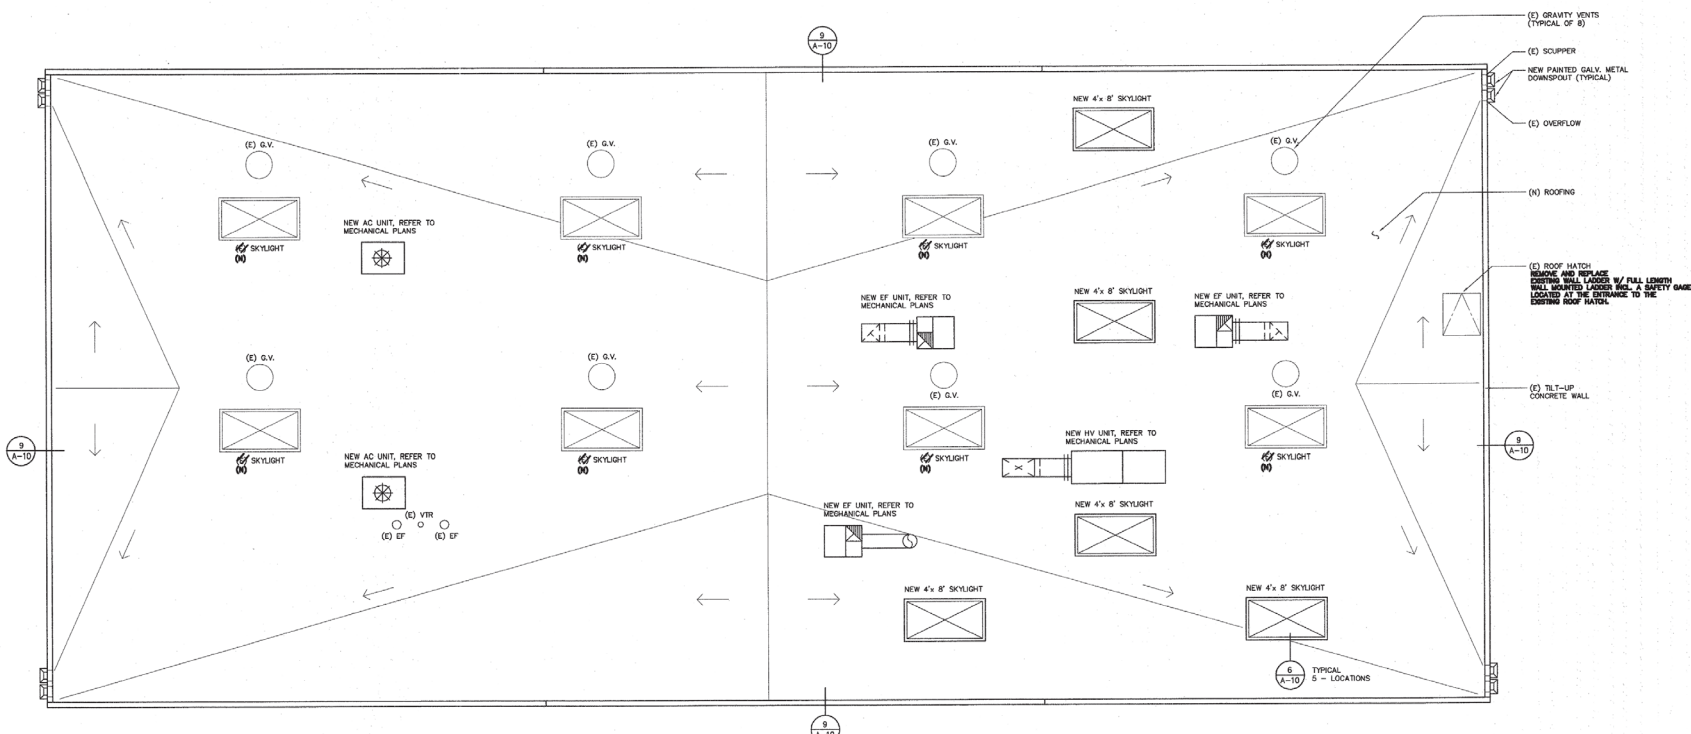 9
A-10
(E) GRAVITY VENTS
(TYPICAL OF 8)
(E) SCUPPER
NEW PAINTED GALV. METAL
DOWNSPOUT (TYPICAL)
NEW 4'x 8' SKYLIGHT
(E) OVERFLOW
(E) G.V.
(E) G.V.
(E) G.V.
(E) G.V.
(N) ROOFING
NEW AC UNIT, REFER TO
MECHANICAL PLANS
SKYLIGHT
(N)
SKYLIGHT
(N)
SKYLIGHT
(N)
SKYLIGHT
(N)
(E) ROOF HATCH
REMOVE AND REPLACE
EXISTING WALL LADDER W/ FULL LENGTH
WALL MOUNTED LADDER INCL. A SAFETY GAGE
LOCATED AT THE ENTRANCE TO THE
EXISTING ROOF HATCH.
NEW EF UNIT, REFER TO
MECHANICAL PLANS
NEW 4'x 8' SKYLIGHT
NEW EF UNIT, REFER TO
MECHANICAL PLANS
(E) G.V.
(E) G.V.
(E) G.V.
(E) G.V.
(E) TILT-UP
CONCRETE WALL
9
A-10
NEW AC UNIT, REFER TO
MECHANICAL PLANS
SKYLIGHT
(N)
SKYLIGHT
(N)
SKYLIGHT
(N)
SKYLIGHT
(N)
NEW HV UNIT, REFER TO
MECHANICAL PLANS
9
A-10
(E) VTR
(E) EF
(E) EF
NEW EF UNIT, REFER TO
MECHANICAL PLANS
NEW 4'x 8' SKYLIGHT
NEW 4'x 8' SKYLIGHT
NEW 4'x 8' SKYLIGHT
6
A-10
TYPICAL
5 - LOCATIONS
9
A-10